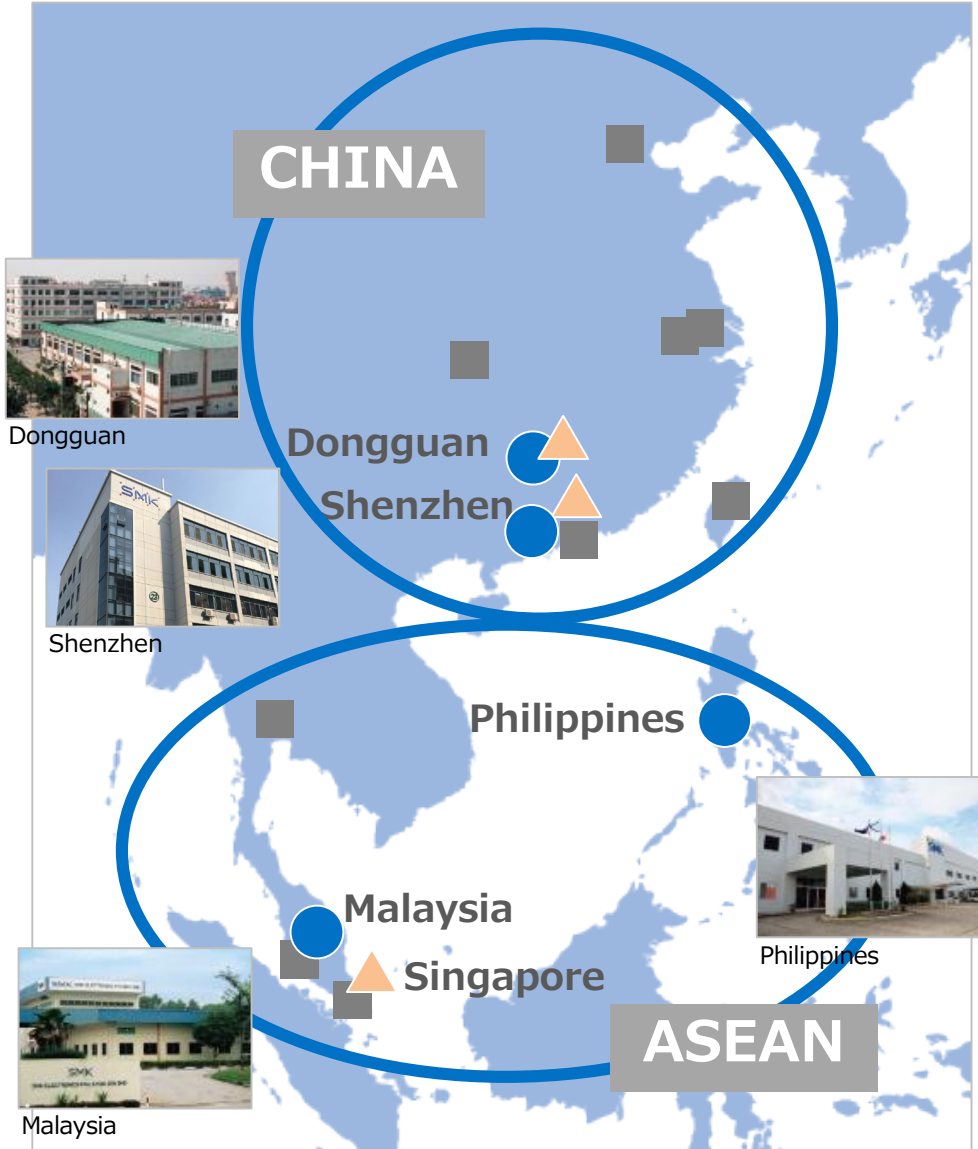 CHINA
Dongguan
Dongguan
Shenzhen
SMK
Shenzhen
Philippines
Malaysia
Philippines
Singapore
ASEAN
SMK
Malaysia